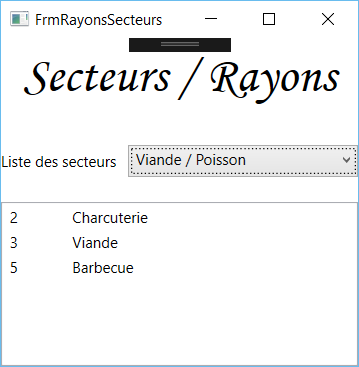 FrmRayonsSecteurs
Secteurs / Rayons
Liste des secteurs Viande / Poisson
2 Charcuterie
3 Viande
5 Barbecue